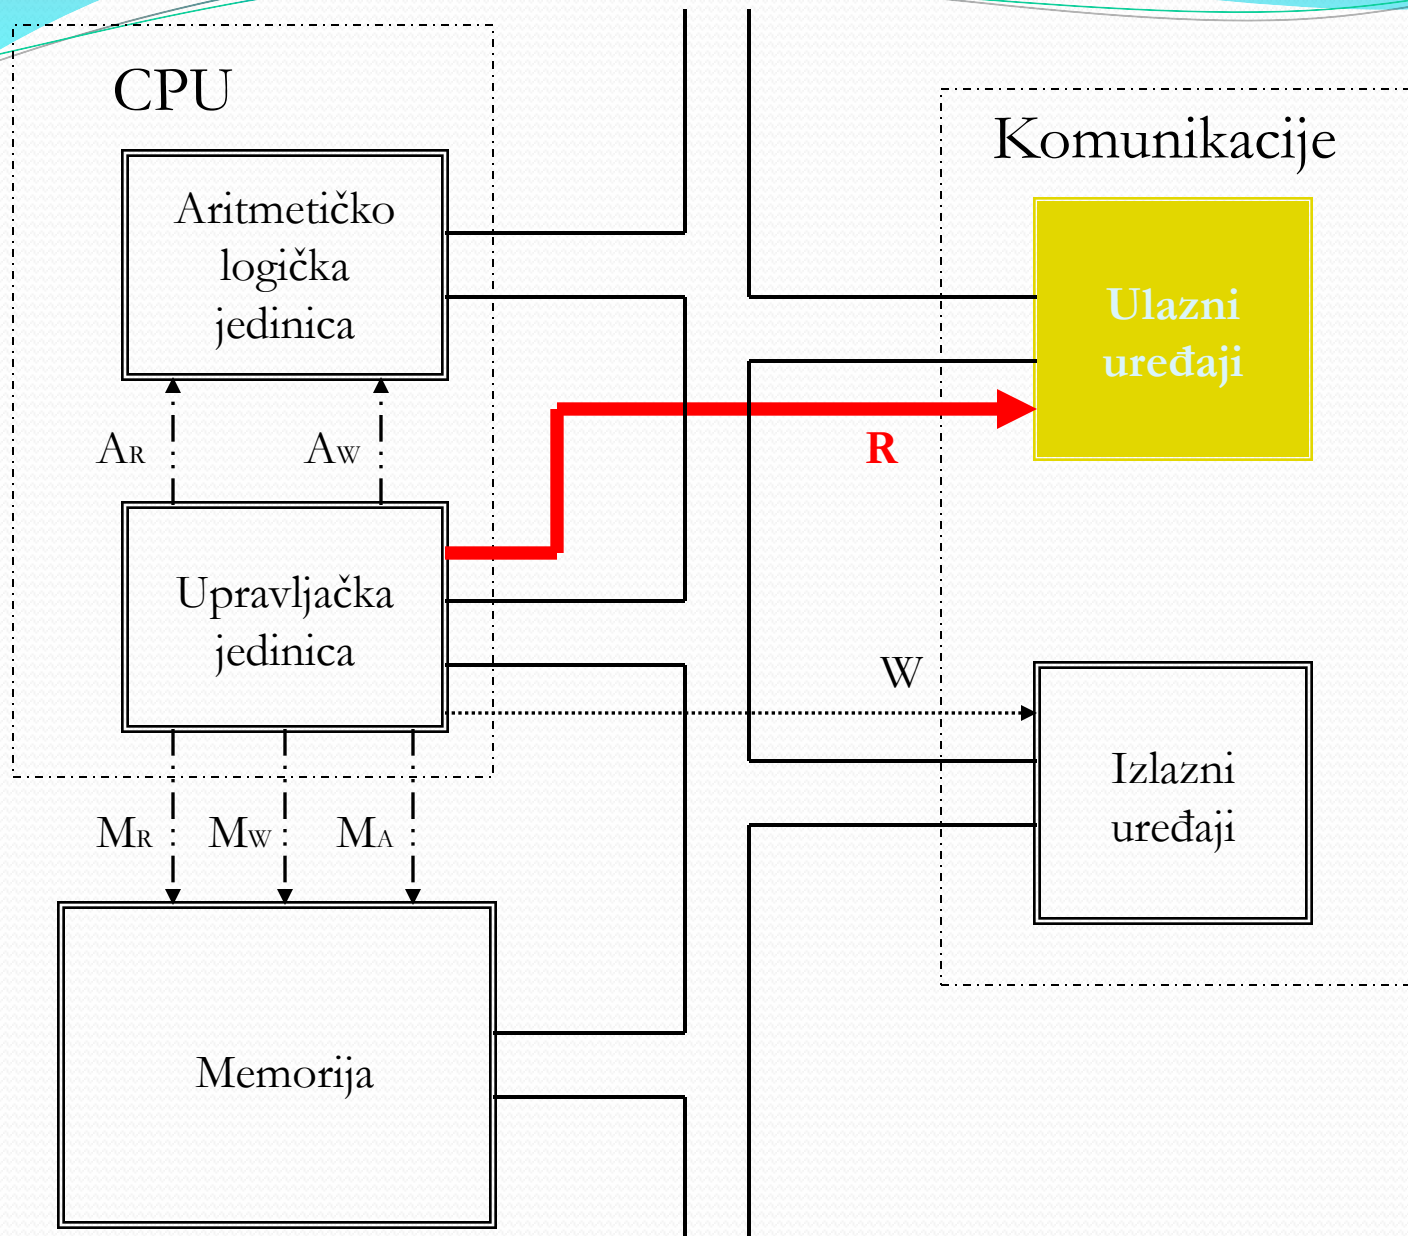 CPU
Komunikacije
Aritmetičko
logička
jedinica
Ulazni
uređaji
AR
AW
R
Upravljačka
jedinica
W
Izlazni
uređaji
MR
MW
MA
Memorija